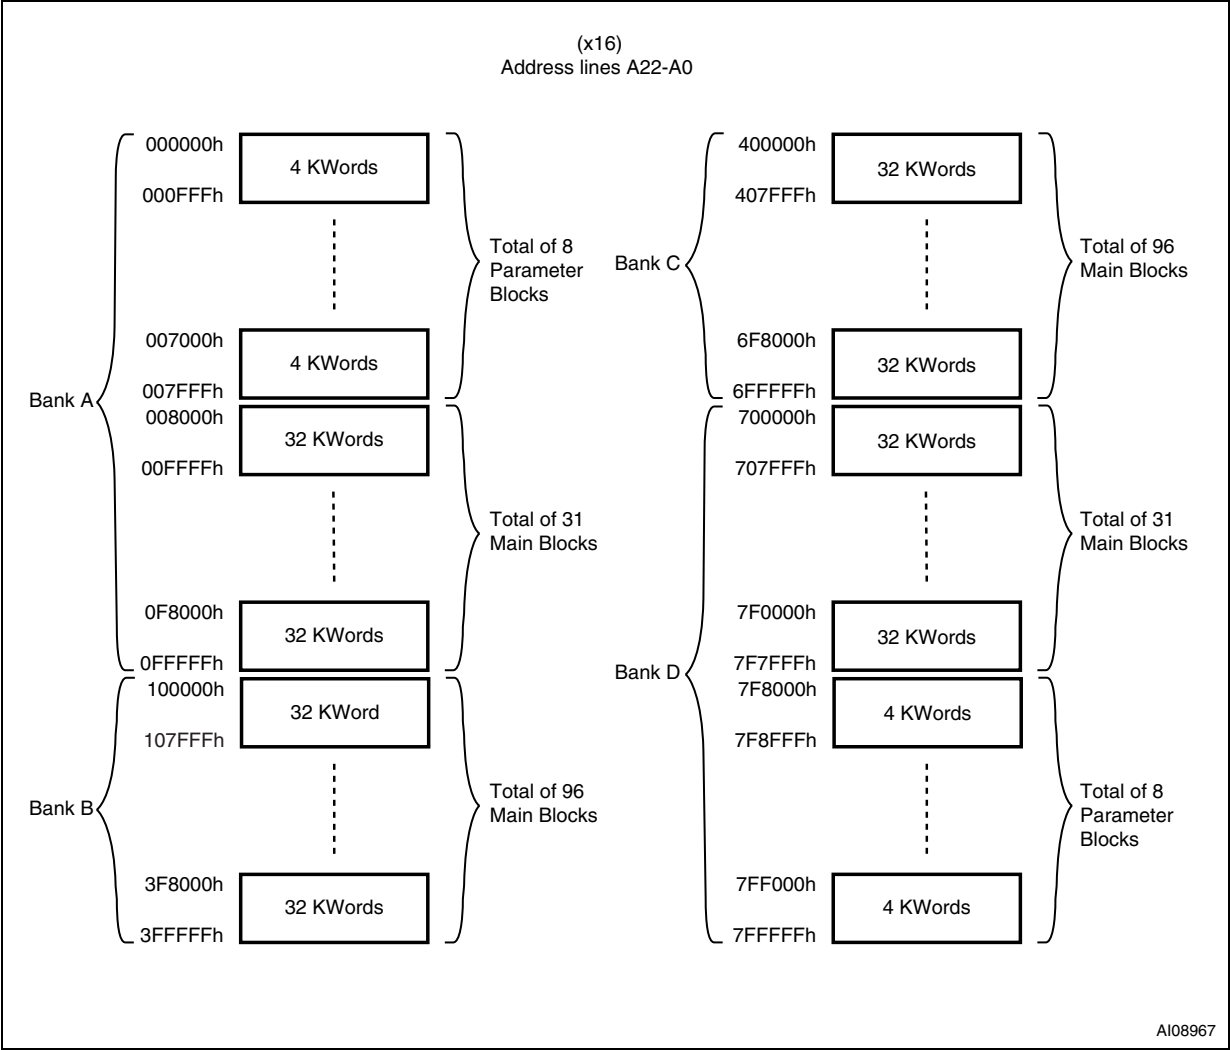 (x16)
Address lines A22-A0
Bank A
000000h
4 KWords
000FFFh
Total of 8
Parameter
Blocks
007000h
4 KWords
007FFFh
008000h
32 KWords
00FFFFh
Total of 31
Main Blocks
0F8000h
32 KWords
0FFFFFh
Bank B
100000h
32 KWord
107FFFh
Total of 96
Main Blocks
3F8000h
32 KWords
3FFFFFh
Bank C
400000h
32 KWords
407FFFh
Total of 96
Main Blocks
6F8000h
32 KWords
6FFFFFh
Bank D
700000h
32 KWords
707FFFh
Total of 31
Main Blocks
7F0000h
32 KWords
7F7FFFh
7F8000h
4 KWords
7F8FFFh
Total of 8
Parameter
Blocks
7FF000h
4 KWords
7FFFFFh
AI08967